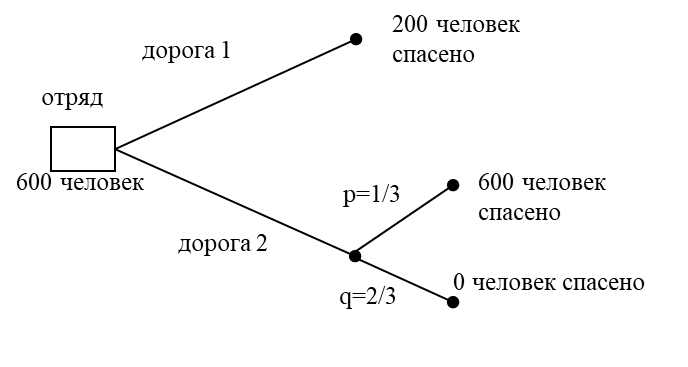 200 человек
спасено
дорога 1
отряд
600 человек
p=1/3
600 человек
спасено
дорога 2
q=2/3
0 человек спасено